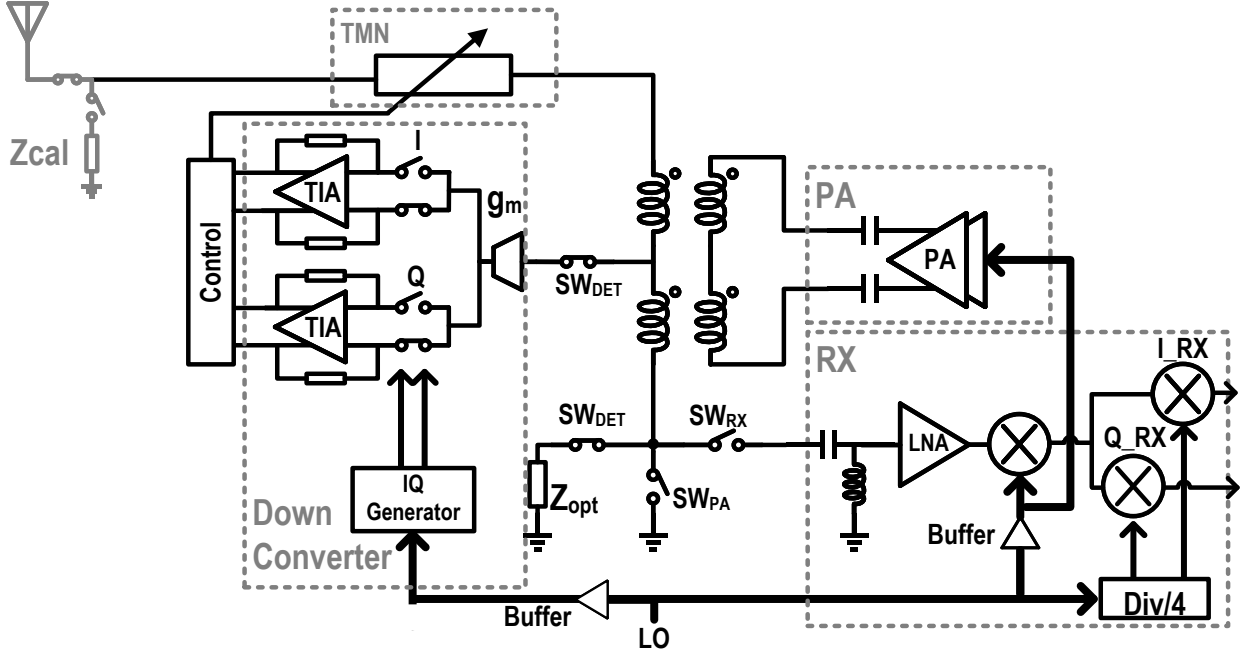 TMN
Zcal
I
TIA
gm
PA
PA
Control
Q
SWDET
TIA
RX
I_RX
SWDET
SWRX
LNA
Q_RX
IQ
Generator
Zopt
SWPA
Down
Converter
Buffer
Buffer
Div/4
LO